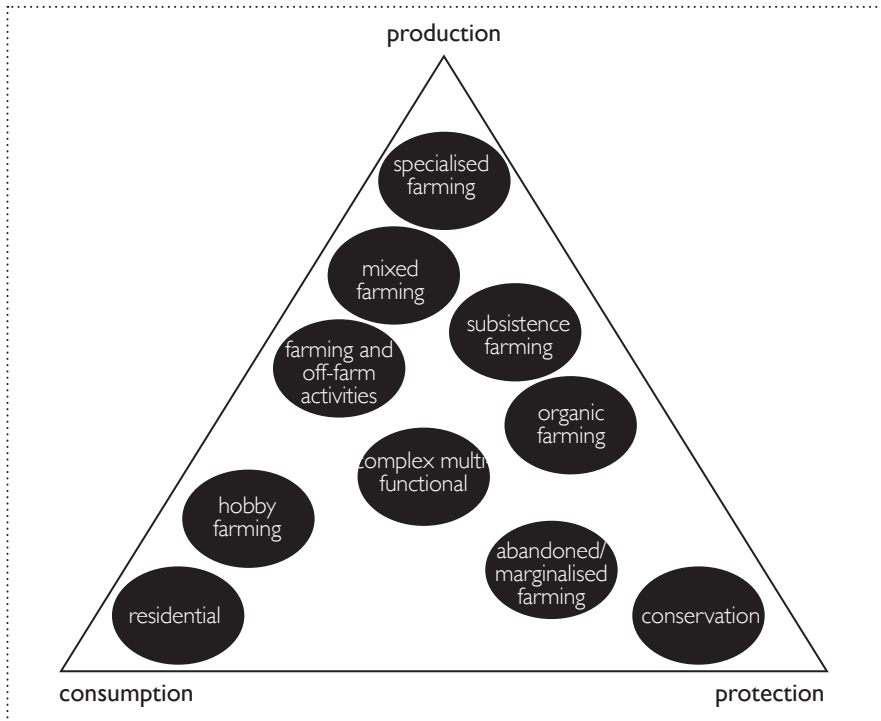 production
specialised
farming
mixed
farming
subsistence
farming
farming and
off-farm
activities
organic
farming
complex multi-
functional
hobby
farming
abandoned/
marginalised
farming
residential
conservation
consumption
protection